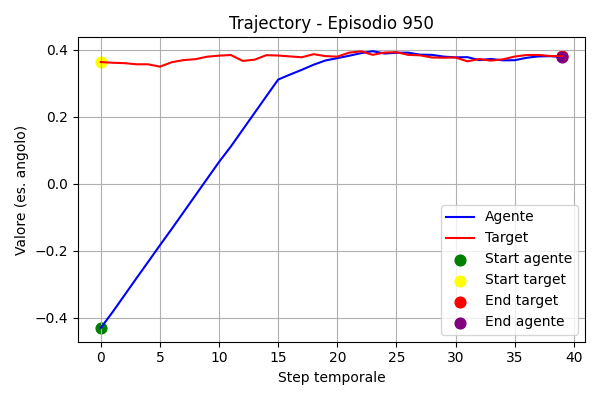 Trajectory - Episodio 950
Valore (es. angolo)
0.4
0.2
0.0
−0.2
−0.4
0 5 10 15 20 25 30 35 40
Step temporale
Agente
Target
Start agente
Start target
End target
End agente